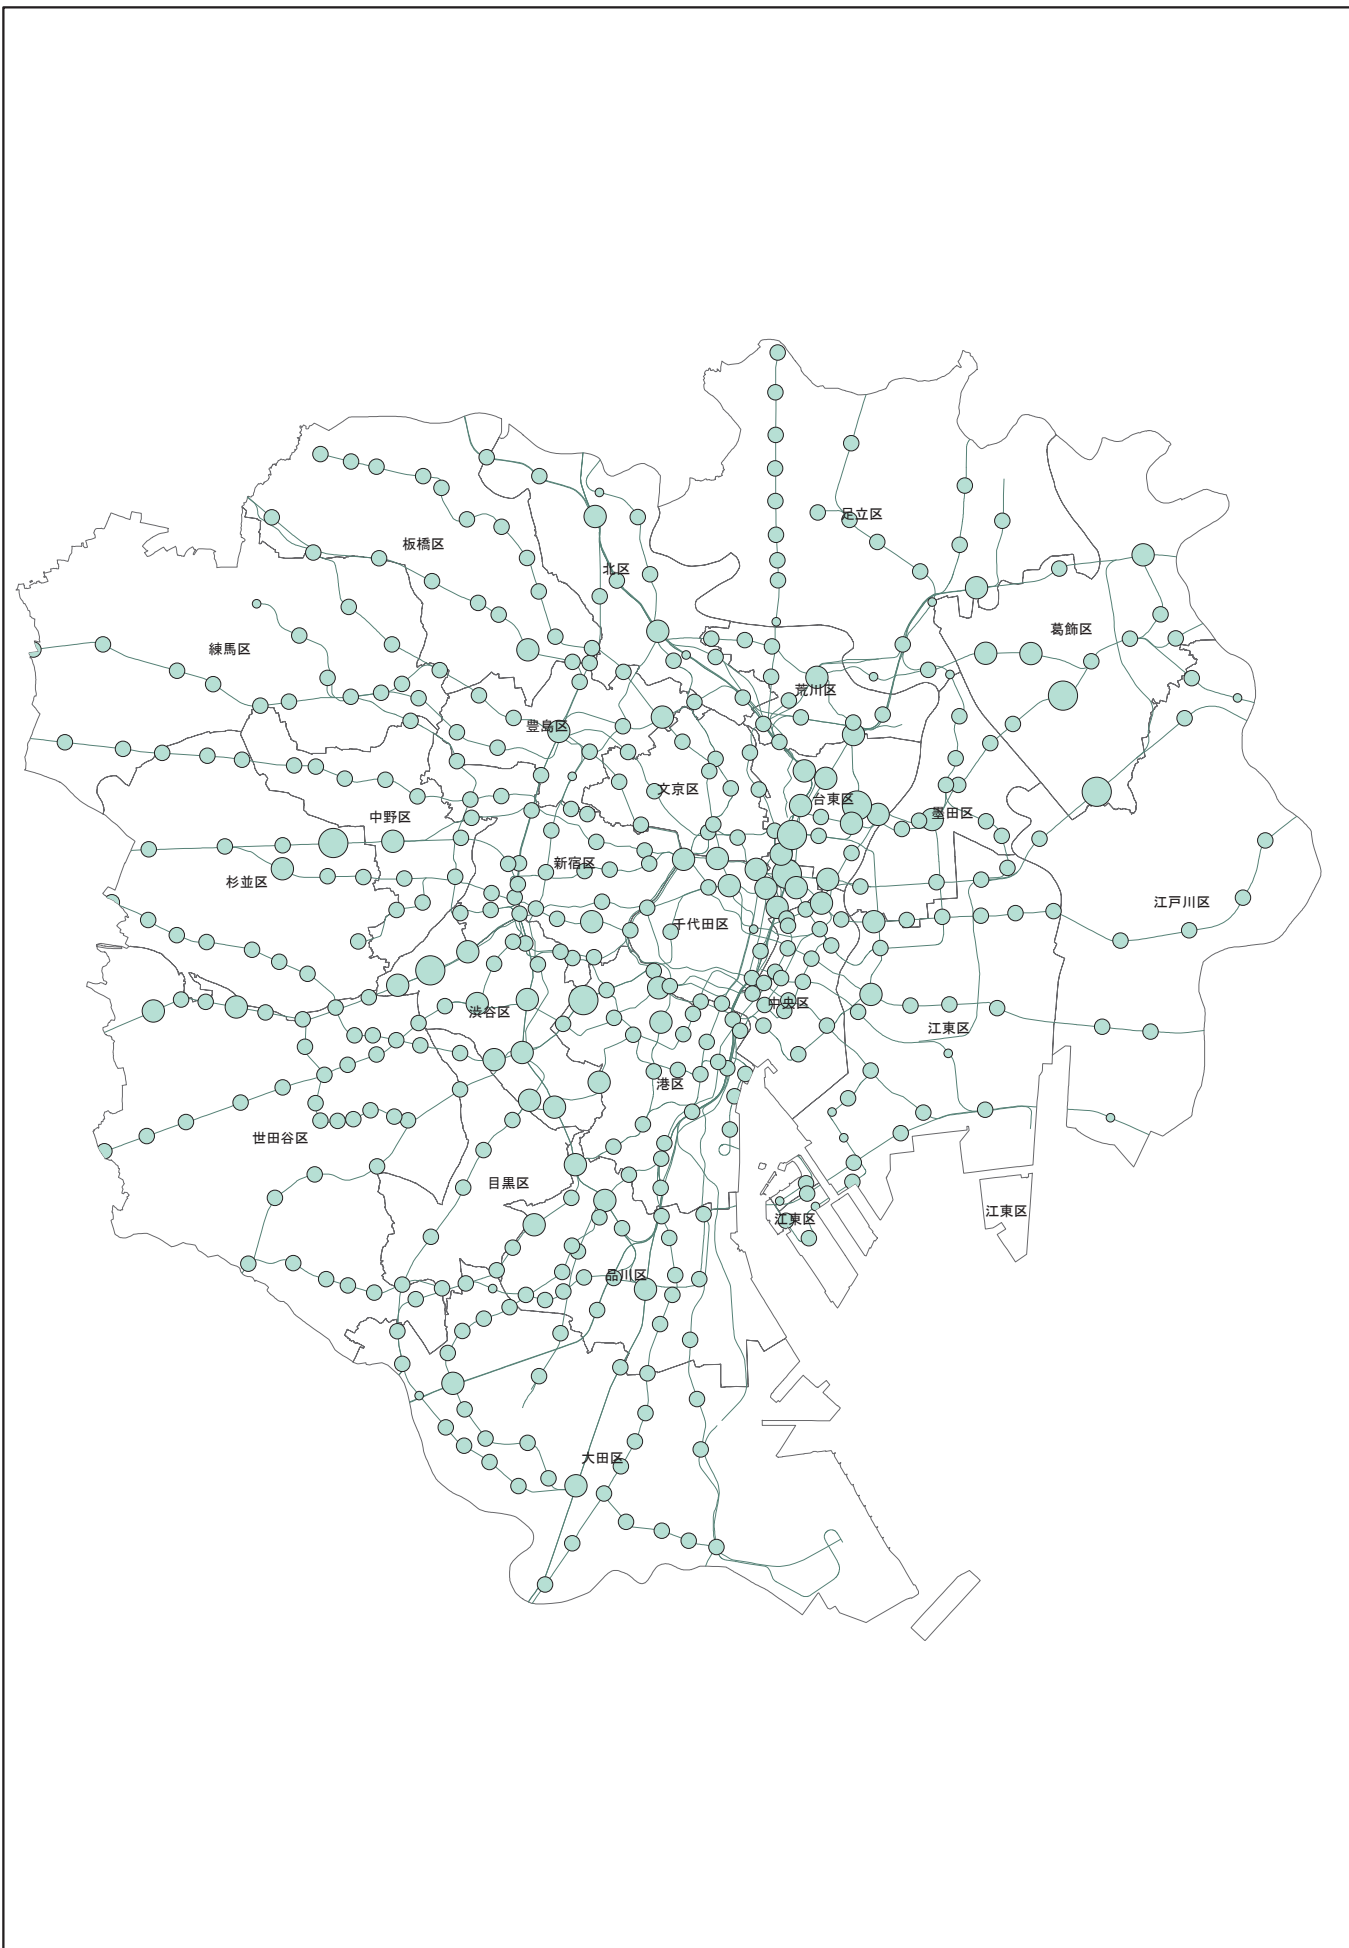 足立区
板橋区
北区
葛飾区
練馬区
荒川区
豊島区
文京区
台東区
墨田区
中野区
新宿区
杉並区
江戸川区
千代田区
中央区
渋谷区
江東区
港区
世田谷区
目黒区
江東区
江東区
品川区
大田区